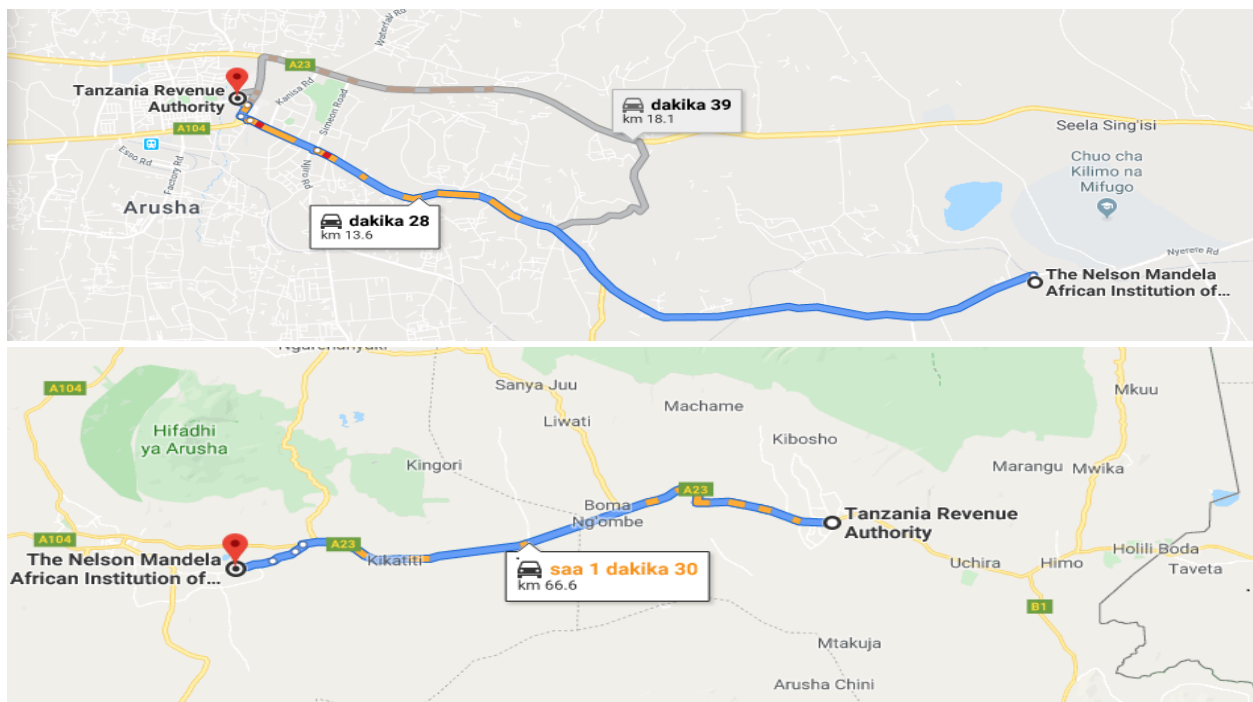 Waterfall Rd
A23
Tanzania Revenue
Authority
Kanisa Rd
Simeon Road
dakika 39
km 18.1
A104
Seela Sing'isi
Esso Rd
Factory Rd
Njiro Rd
Chuo cha
Kilimo na
Mifugo
Arusha
dakika 28
km 13.6
Nyerere Rd
The Nelson Mandela
African Institution of...
A104
Sanya Juu
Mkuu
Machame
Liwati
Hifadhi
ya Arusha
Kibosho
Kingori
Marangu
Mwika
A23
Boma
Ng'ombe
Tanzania Revenue
Authority
A104
A23
The Nelson Mandela
African Institution of...
Kikatiti
saa 1 dakika 30
km 66.6
Uchira
Himo
Holili Boda
Taveta
B1
Mtakuja
Arusha Chini